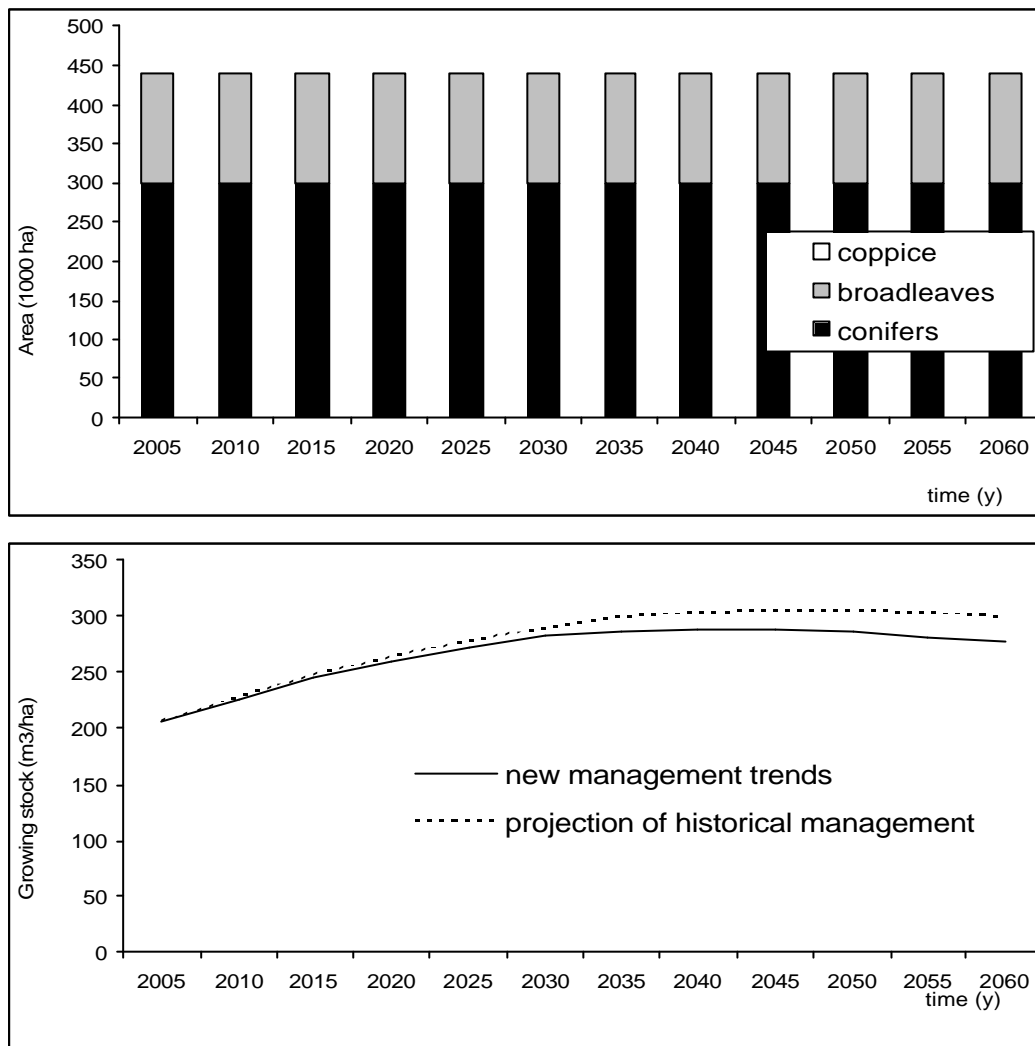 500
450
400
350
300
250
200
150
100
50
0
Area (1000 ha)
coppice
broadleaves
conifers
2005 2010 2015 2020 2025 2030 2035 2040 2045 2050 2055 2060
time (y)
350
300
250
200
150
100
50
0
Growing stock (m3/ha)
new management trends
projection of historical management
2005 2010 2015 2020 2025 2030 2035 2040 2045 2050 2055 2060
time (y)